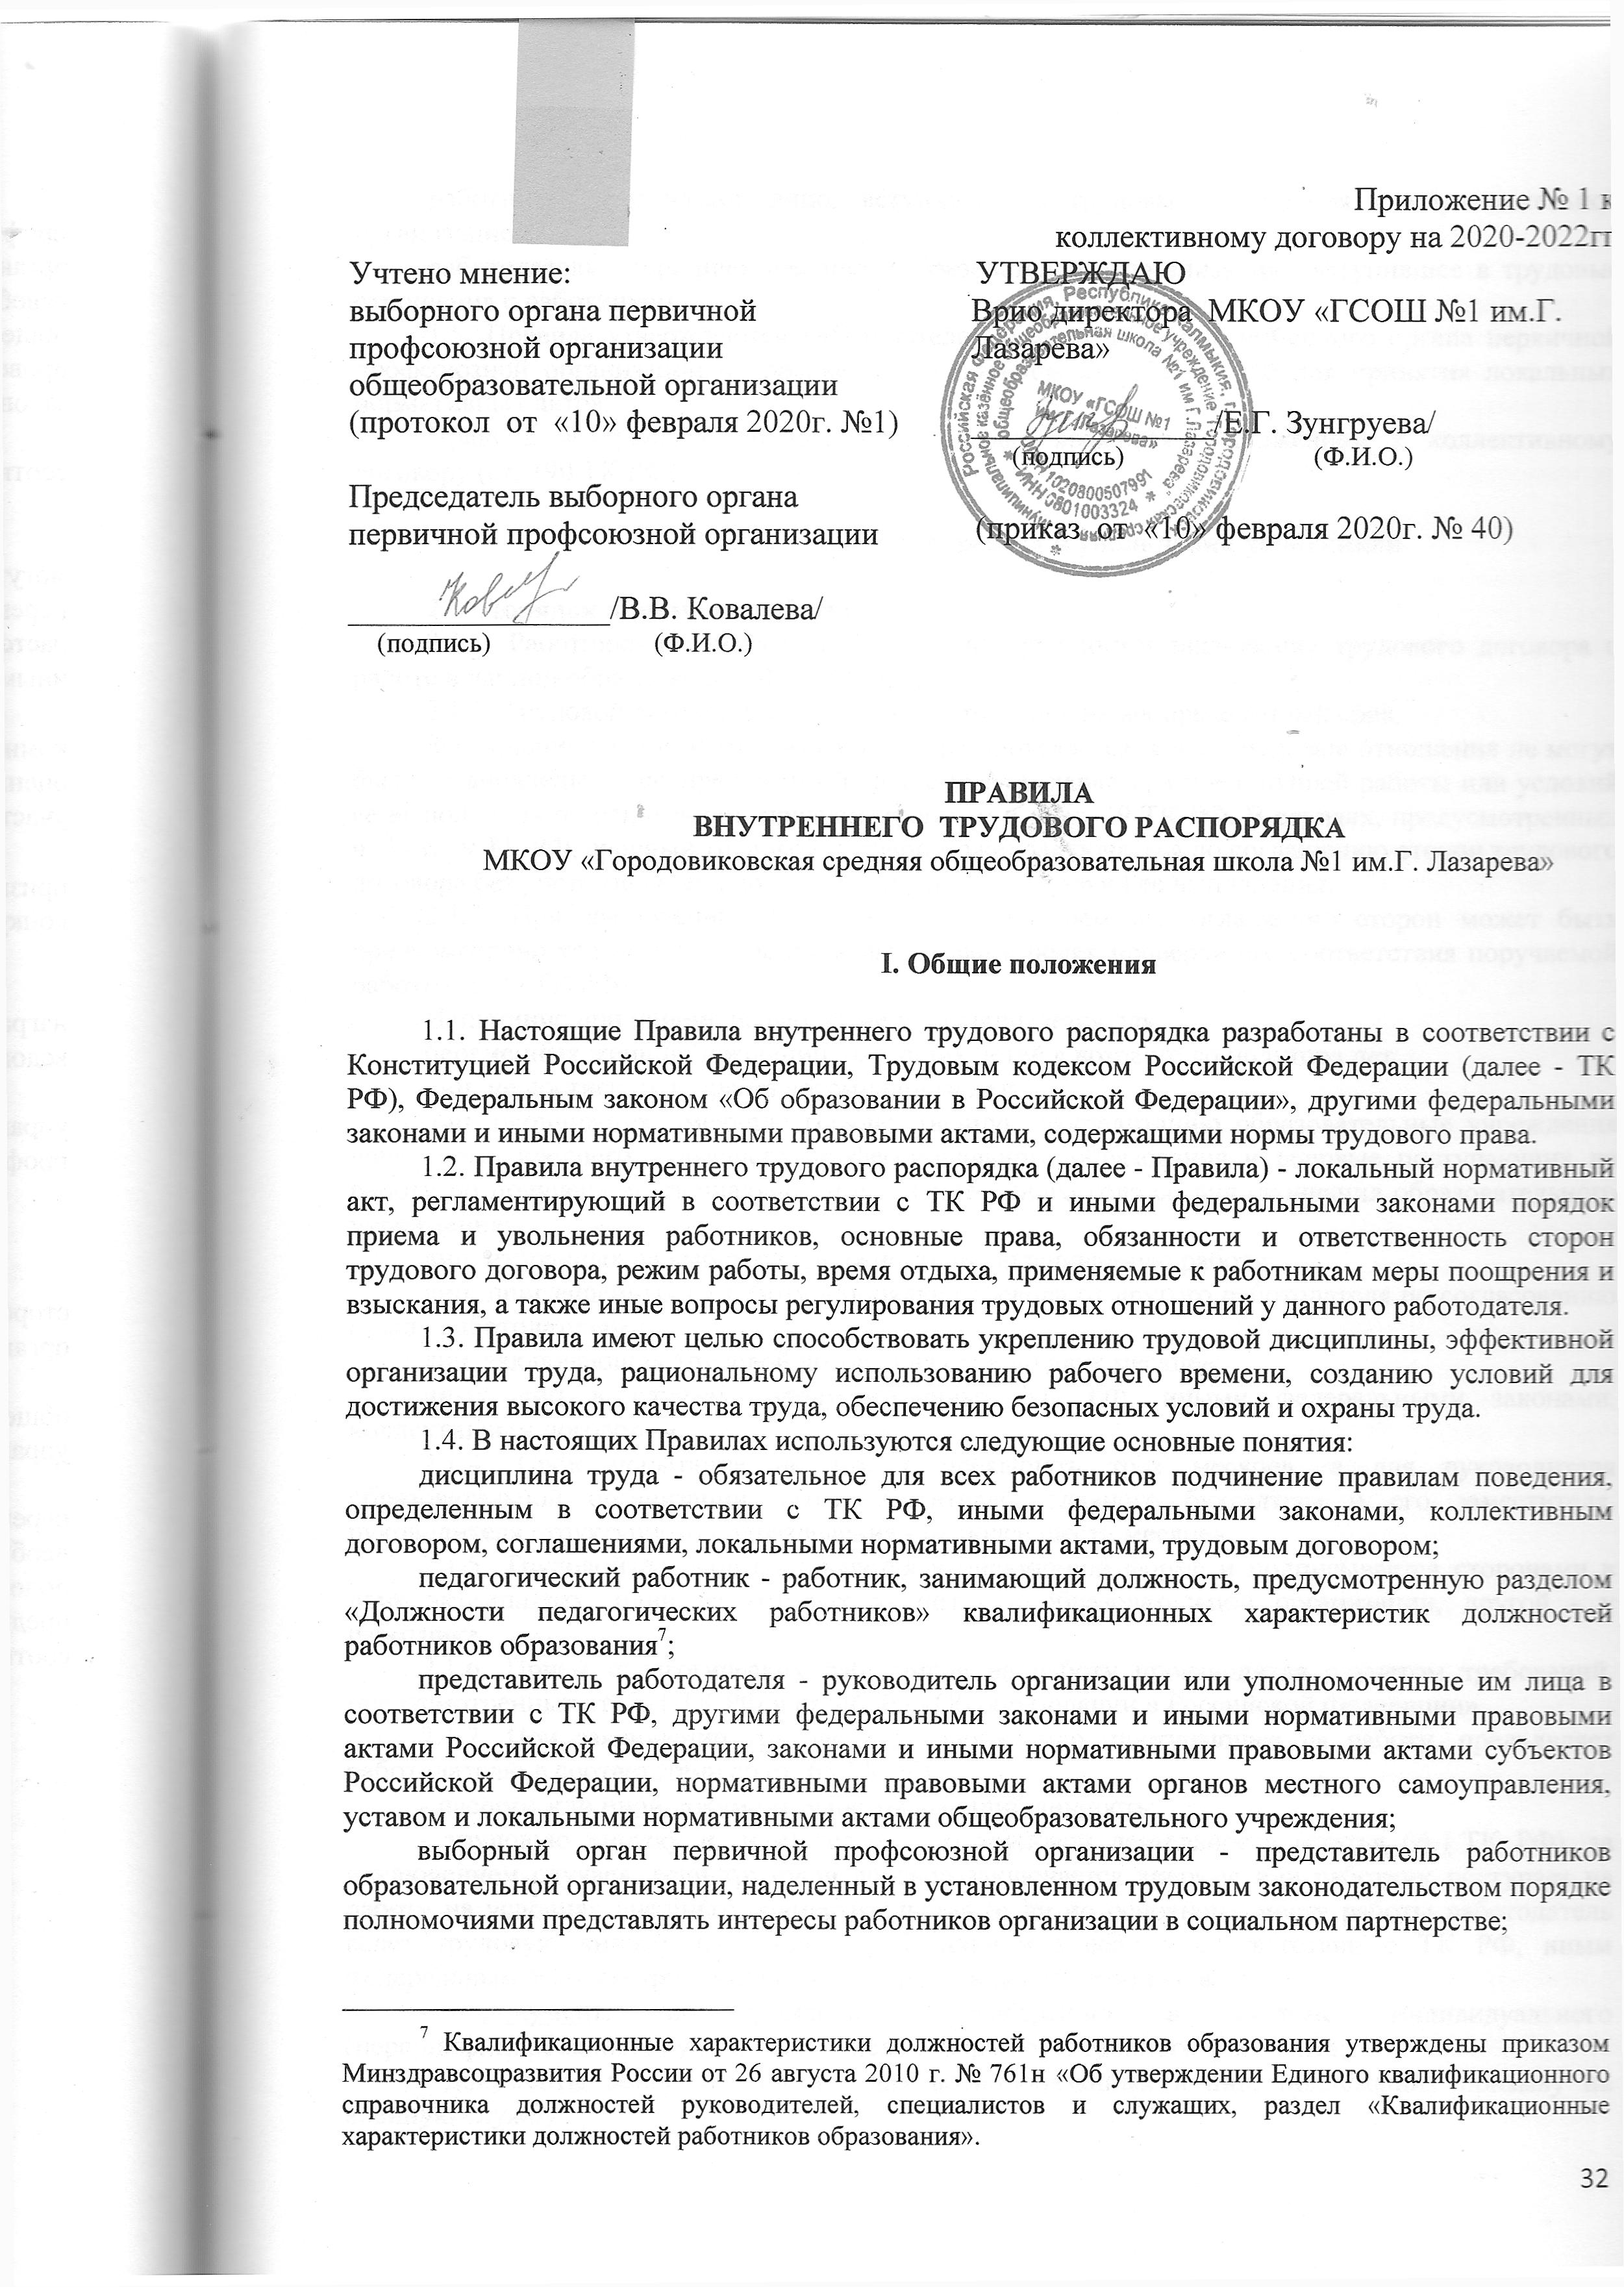 Приложение № 1 к
коллективному договору на 2020-2022гг
Учтено мнение:
выборного органа первичной
профсоюзной организации
общеобразовательной организации
(протокол от «10» февраля 2020г. №1)
Председатель выборного органа
первичной профсоюзной организации
/В.В. Ковалева/
(подпись) (Ф.И.О.)
УТВЕРЖДАЮ
Врио директора МКОУ «ГСОШ №1 им.Г.
Лазарева»
/Е.Г. Зунгруева/
(подпись) (Ф.И.О.)
(приказ от «10» февраля 2020г. № 40)
МКОУ «ГСОШ №1
им.Г.Лазарева»
ОГРН 1020800507991
ИНН 0801003324
ПРАВИЛА
ВНУТРЕННЕГО ТРУДОВОГО РАСПОРЯДКА
МКОУ «Городовиковская средняя общеобразовательная школа №1 им.Г. Лазарева»
I. Общие положения
1.1. Настоящие Правила внутреннего трудового распорядка разработаны в соответствии с
Конституцией Российской Федерации, Трудовым кодексом Российской Федерации (далее - ТК
РФ), Федеральным законом «Об образовании в Российской Федерации», другими федеральными
законами и иными нормативными правовыми актами, содержащими нормы трудового права.
1.2. Правила внутреннего трудового распорядка (далее - Правила) - локальный нормативный
акт, регламентирующий в соответствии с ТК РФ и иными федеральными законами порядок
приема и увольнения работников, основные права, обязанности и ответственность сторон
трудового договора, режим работы, время отдыха, применяемые к работникам меры поощрения и
взыскания, а также иные вопросы регулирования трудовых отношений у данного работодателя.
1.3. Правила имеют целью способствовать укреплению трудовой дисциплины, эффективной
организации труда, рациональному использованию рабочего времени, созданию условий для
достижения высокого качества труда, обеспечению безопасных условий и охраны труда.
1.4. В настоящих Правилах используются следующие основные понятия:
дисциплина труда - обязательное для всех работников подчинение правилам поведения,
определенным в соответствии с ТК РФ, иными федеральными законами, коллективным
договором, соглашениями, локальными нормативными актами, трудовым договором;
педагогический работник - работник, занимающий должность, предусмотренную разделом
«Должности педагогических работников» квалификационных характеристик должностей
работников образования7;
представитель работодателя - руководитель организации или уполномоченные им лица в
соответствии с ТК РФ, другими федеральными законами и иными нормативными правовыми
актами Российской Федерации, законами и иными нормативными правовыми актами субъектов
Российской Федерации, нормативными правовыми актами органов местного самоуправления,
уставом и локальными нормативными актами общеобразовательного учреждения;
выборный орган первичной профсоюзной организации - представитель работников
образовательной организации, наделенный в установленном трудовым законодательством порядке
полномочиями представлять интересы работников организации в социальном партнерстве;
7 Квалификационные характеристики должностей работников образования утверждены приказом
Минздравсоцразвития России от 26 августа 2010 г. № 761н «Об утверждении Единого квалификационного
справочника должностей руководителей, специалистов и служащих, раздел «Квалификационные
характеристики должностей работников образования».
32